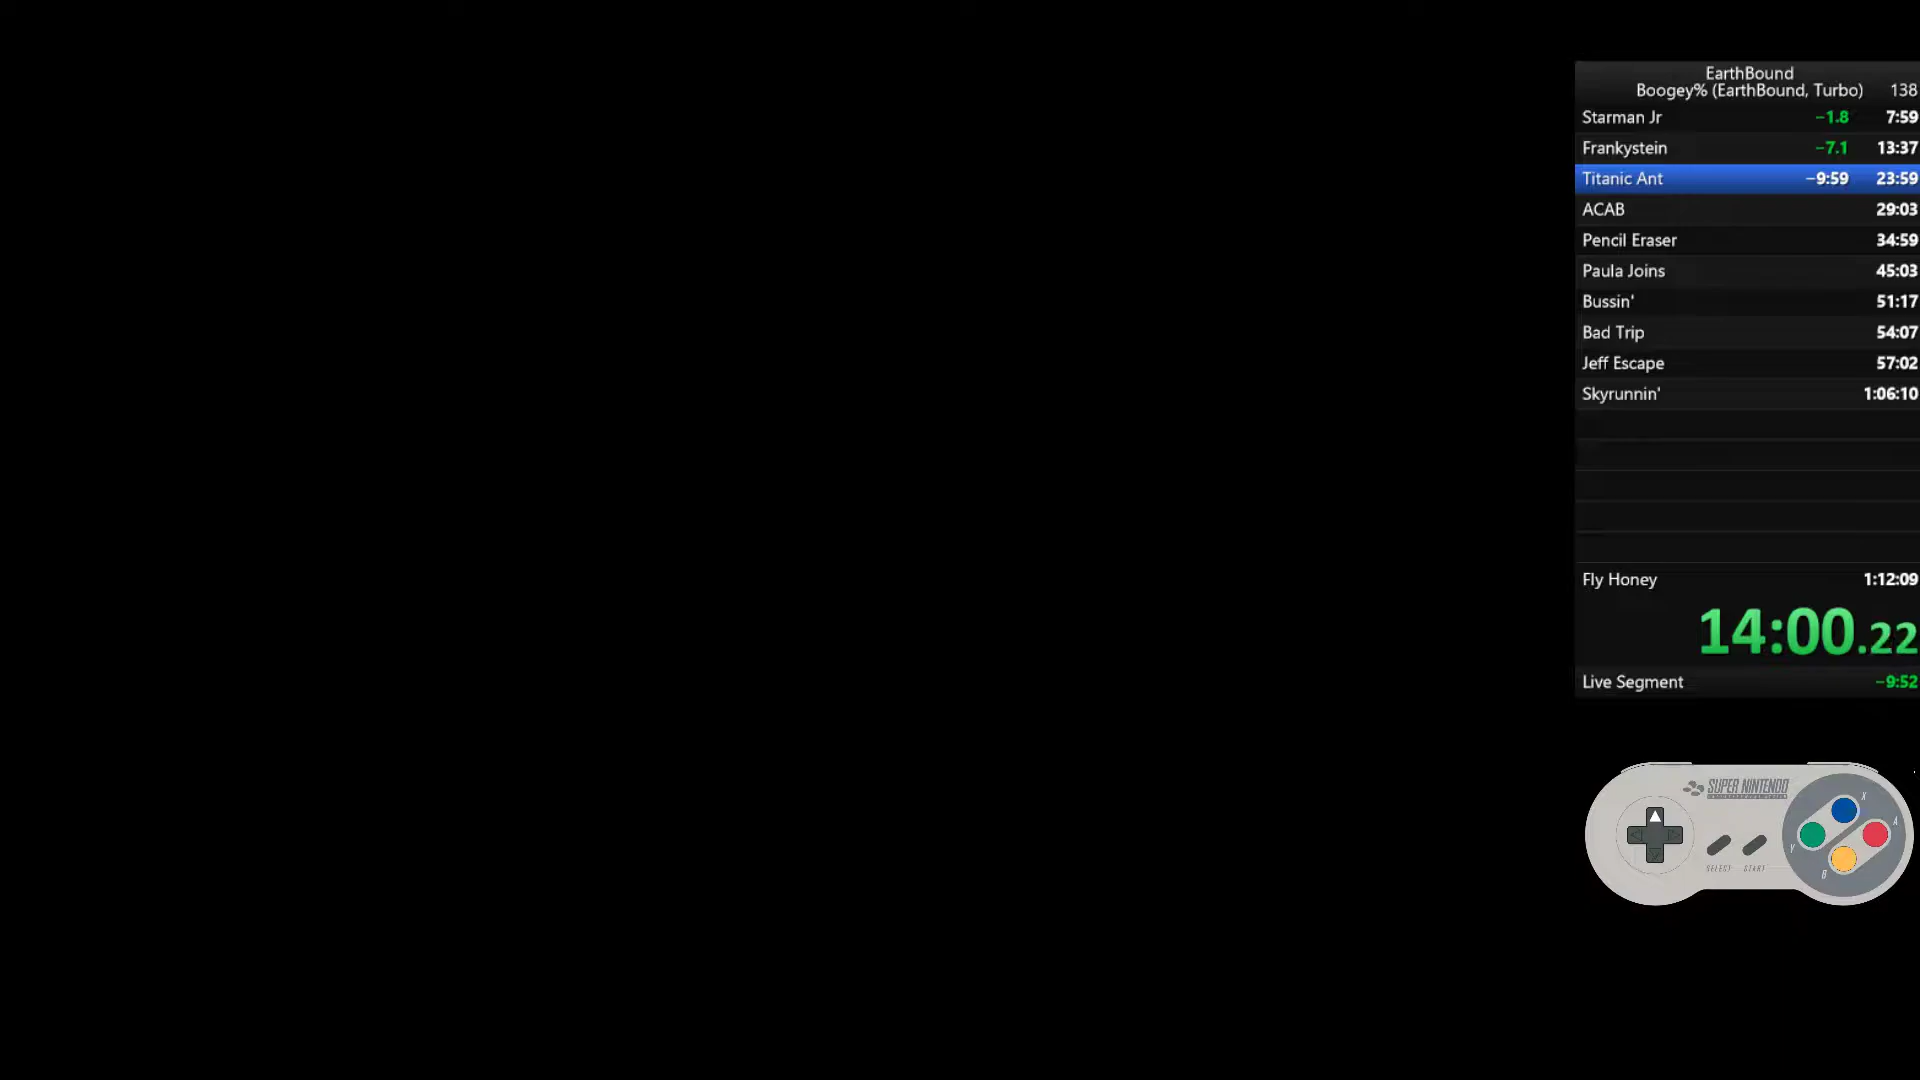 EarthBound
Boogey% (EarthBound, Turbo) 138
Starman Jr −1.8 7:59
Frankystein −7.1 13:37
Titanic Ant −9:59 23:59
ACAB 29:03
Pencil Eraser 34:59
Paula Joins 45:03
Bussin' 51:17
Bad Trip 54:07
Jeff Escape 57:02
Skyrunnin' 1:06:10
Fly Honey 1:12:09
14:00.22
Live Segment −9:52
SUPER NINTENDO
X
A
Y
B
SELECT START